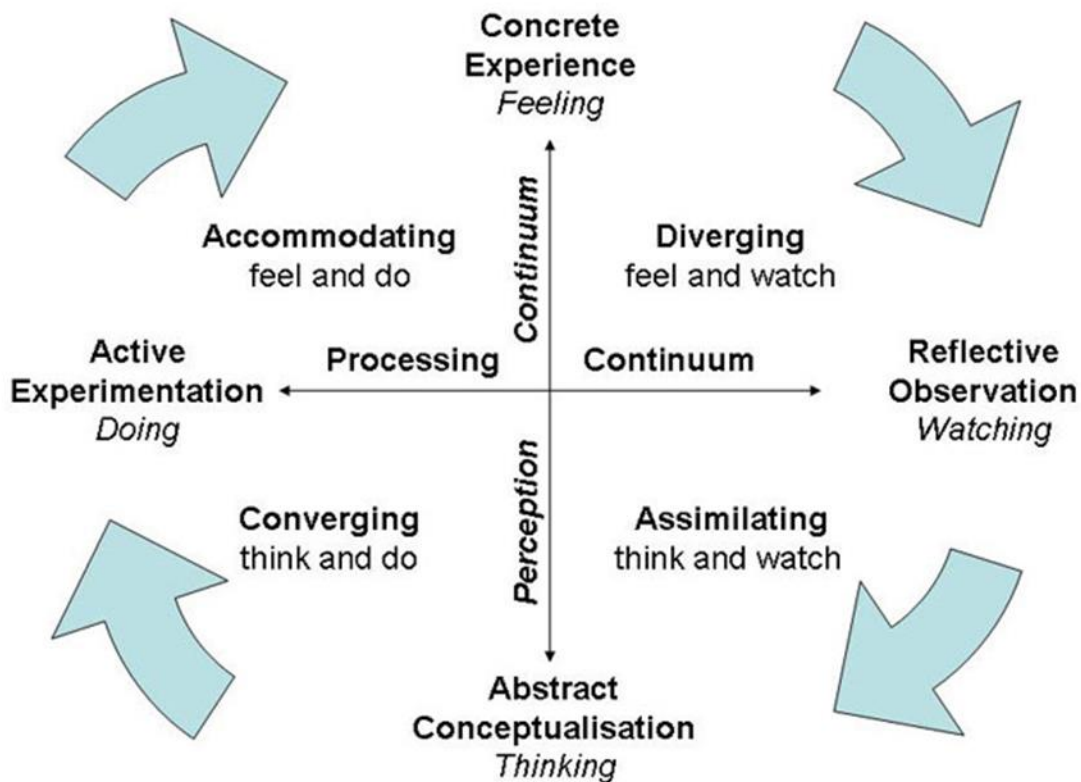 Concrete
Experience
Feeling
Accommodating
feel and do
Continuum
Diverging
feel and watch
Active
Experimentation
Doing
Processing
Continuum
Reflective
Observation
Watching
Converging
think and do
Perception
Assimilating
think and watch
Abstract
Conceptualisation
Thinking